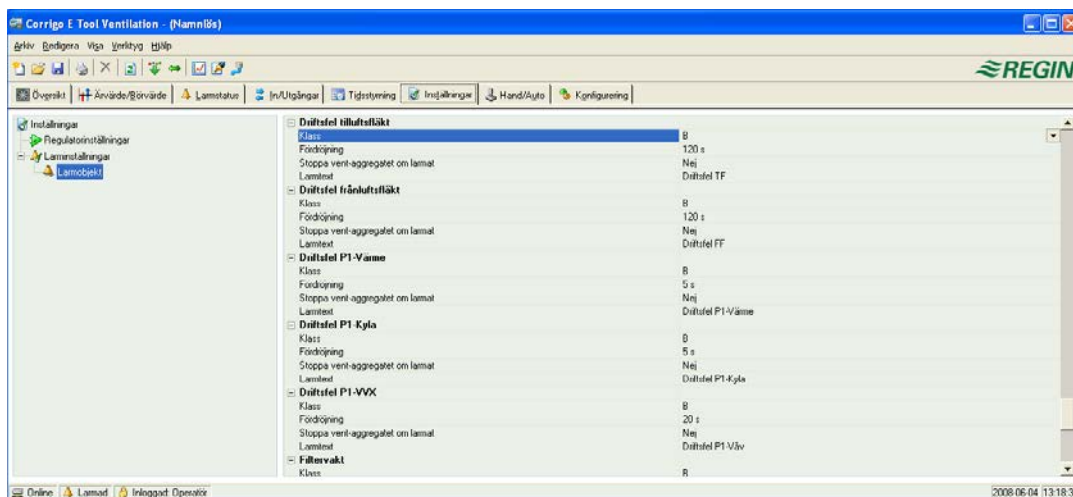 Corrigo E Tool Ventilation - (Namnlös)
Arkiv Redigera Visa Verktyg Hjälp
REGIN
Översikt Ärvärde/Börvärde Larmstatus In/Utgångar Tidsstyrning Inställningar Hand/Auto Konfigurering
Inställningar
Regulatorinställningar
Larminställningar
Larmobjekt
Driftsfel tilluftsfläkt
Klass B
Fördröjning 120 s
Stoppa vent-aggregatet om larmat Nej
Larmtext Driftsfel TF
Driftsfel frånluftsfläkt
Klass B
Fördröjning 120 s
Stoppa vent-aggregatet om larmat Nej
Larmtext Driftsfel FF
Driftsfel P1-Värme
Klass B
Fördröjning 5 s
Stoppa vent-aggregatet om larmat Nej
Larmtext Driftsfel P1-Värme
Driftsfel P1-Kyla
Klass B
Fördröjning 5 s
Stoppa vent-aggregatet om larmat Nej
Larmtext Driftsfel P1-Kyla
Driftsfel P1-VVX
Klass B
Fördröjning 20 s
Stoppa vent-aggregatet om larmat Nej
Larmtext Driftsfel P1-Våv
Filtervakt
Klass B
Online Larmad Inloggad: Operatör 2008-06-04 13:18:3